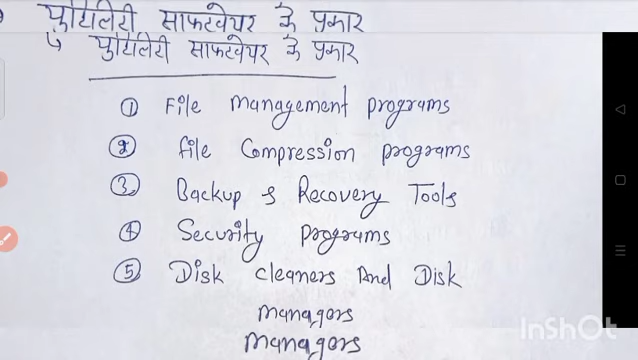 यूटिलिटी साफ्टवेयर के प्रकार
↳ यूटिलिटी साफ्टवेयर के प्रकार
① File management programs
② file Compression programs
③ Backup & Recovery Tools
④ Security programs
⑤ Disk cleaners And Disk
managers
managers
InShOt